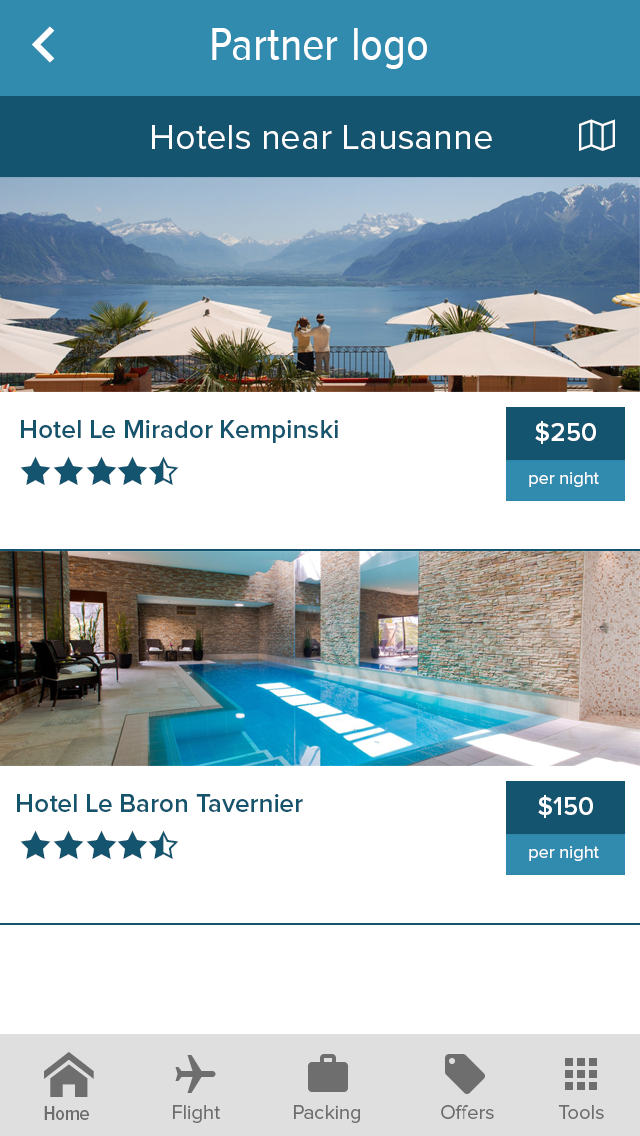 Partner logo
Hotels near Lausanne
Hotel Le Mirador Kempinski
$250
per night
Hotel Le Baron Tavernier
$150
per night
Home
Flight
Packing
Offers
Tools